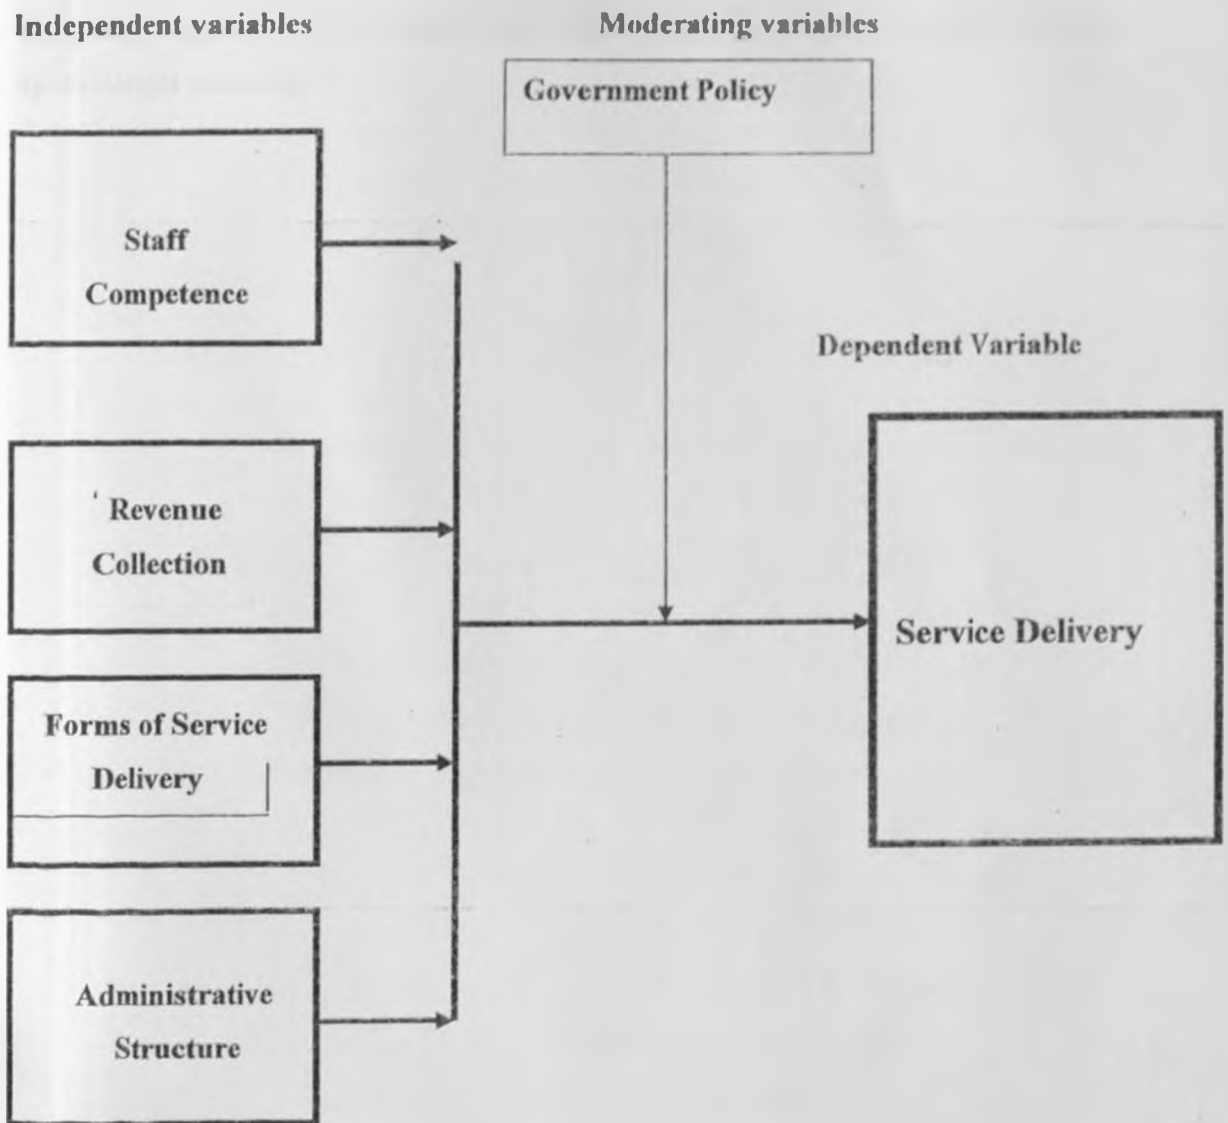 Independent variables
Moderating variables
Government Policy
Staff
Competence
Dependent Variable
Revenue
Collection
Service Delivery
Forms of Service
Delivery
Administrative
Structure